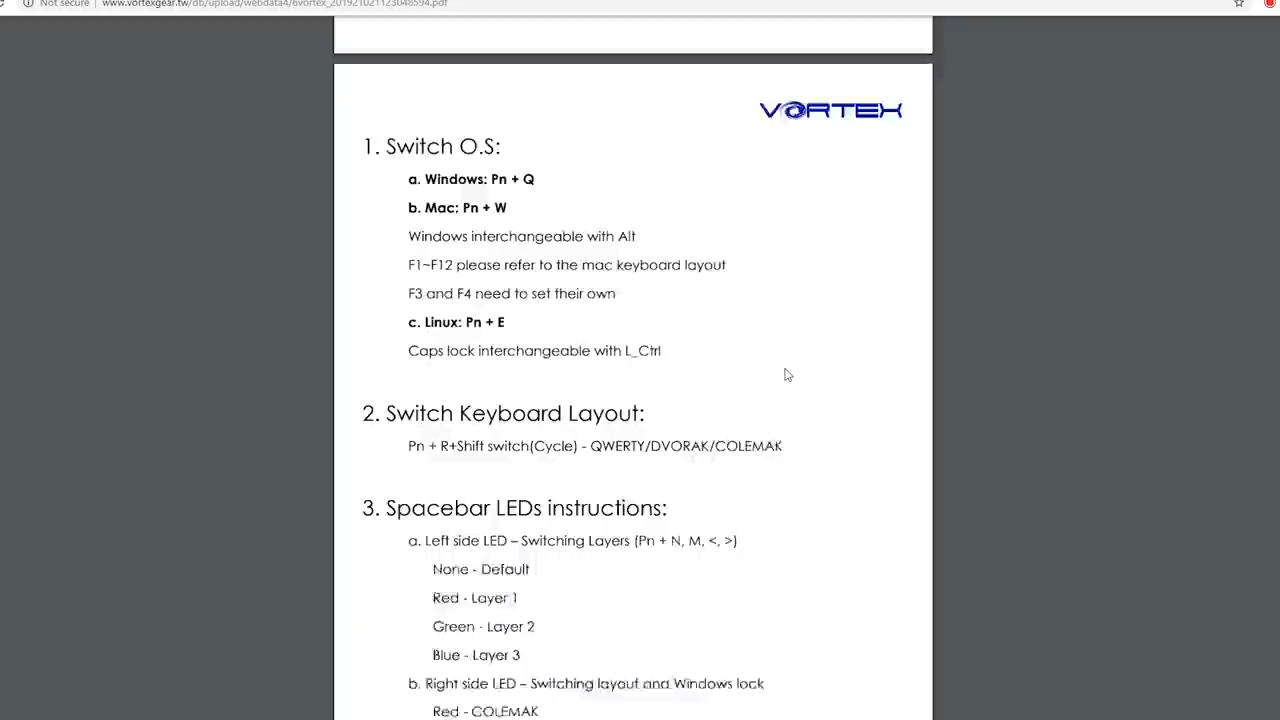 Not secure | www.vortexgear.tw/db/upload/webdata4/6vortex_201921021123048594.pdf
VORTEX
1. Switch O.S:
a. Windows: Pn + Q
b. Mac: Pn + W
Windows interchangeable with Alt
F1~F12 please refer to the mac keyboard layout
F3 and F4 need to set their own
c. Linux: Pn + E
Caps lock interchangeable with L_Ctrl
2. Switch Keyboard Layout:
Pn + R+Shift switch(Cycle) - QWERTY/DVORAK/COLEMAK
3. Spacebar LEDs instructions:
a. Left side LED – Switching Layers (Pn + N, M, <, >)
None - Default
Red - Layer 1
Green - Layer 2
Blue - Layer 3
b. Right side LED – Switching layout and Windows lock
Red - COLEMAK